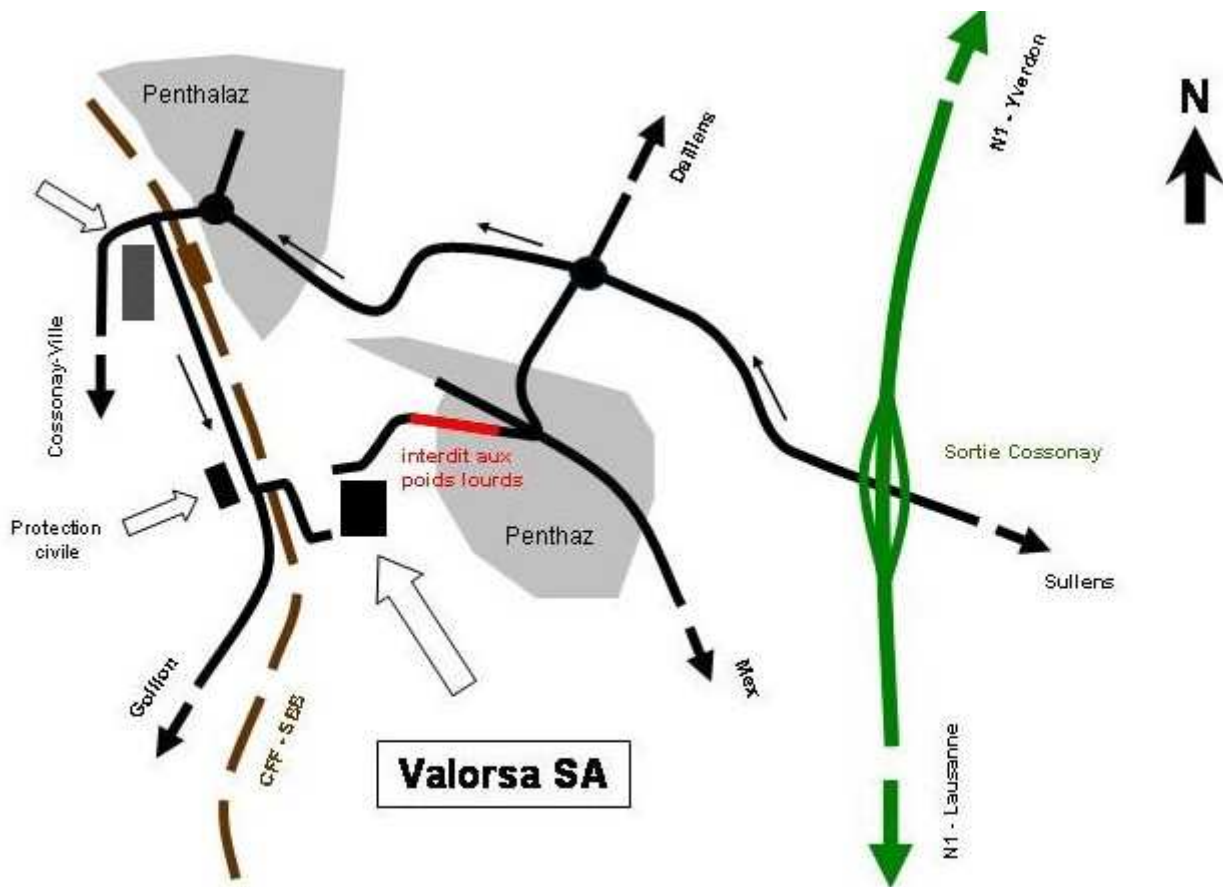 Penthalaz
Daillens
N1 - Yverdon
N
Cossonay-Ville
interdit aux
poids lourds
Sortie Cossonay
Protection
civile
Penthaz
Sullens
Gollion
CFF - SBB
Mex
Valorsa SA
N1 - Lausanne